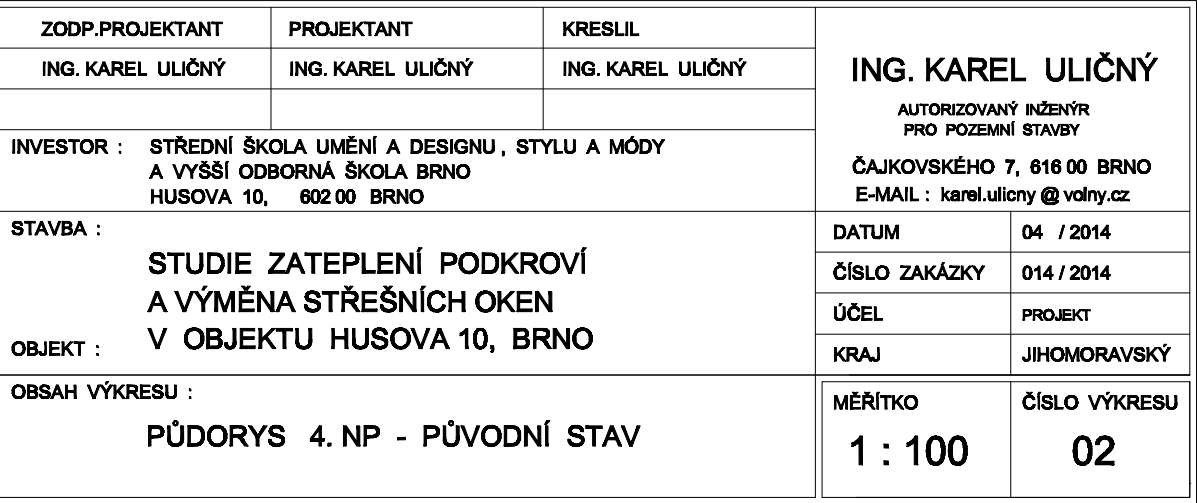 ZODP.PROJEKTANT PROJEKTANT KRESLIL
ING. KAREL ULIČNÝ ING. KAREL ULIČNÝ ING. KAREL ULIČNÝ
ING. KAREL ULIČNÝ
AUTORIZOVANÝ INŽENÝR
PRO POZEMNÍ STAVBY
ČAJKOVSKÉHO 7, 616 00 BRNO
E-MAIL : karel.ulicny @ volny.cz
INVESTOR : STŘEDNÍ ŠKOLA UMĚNÍ A DESIGNU , STYLU A MÓDY
A VYŠŠÍ ODBORNÁ ŠKOLA BRNO
HUSOVA 10, 602 00 BRNO
STAVBA :
STUDIE ZATEPLENÍ PODKROVÍ
A VÝMĚNA STŘEŠNÍCH OKEN
OBJEKT : V OBJEKTU HUSOVA 10, BRNO
DATUM 04 / 2014
ČÍSLO ZAKÁZKY 014 / 2014
ÚČEL PROJEKT
KRAJ JIHOMORAVSKÝ
OBSAH VÝKRESU :
PŮDORYS 4. NP - PŮVODNÍ STAV
MĚŘÍTKO ČÍSLO VÝKRESU
1 : 100 02